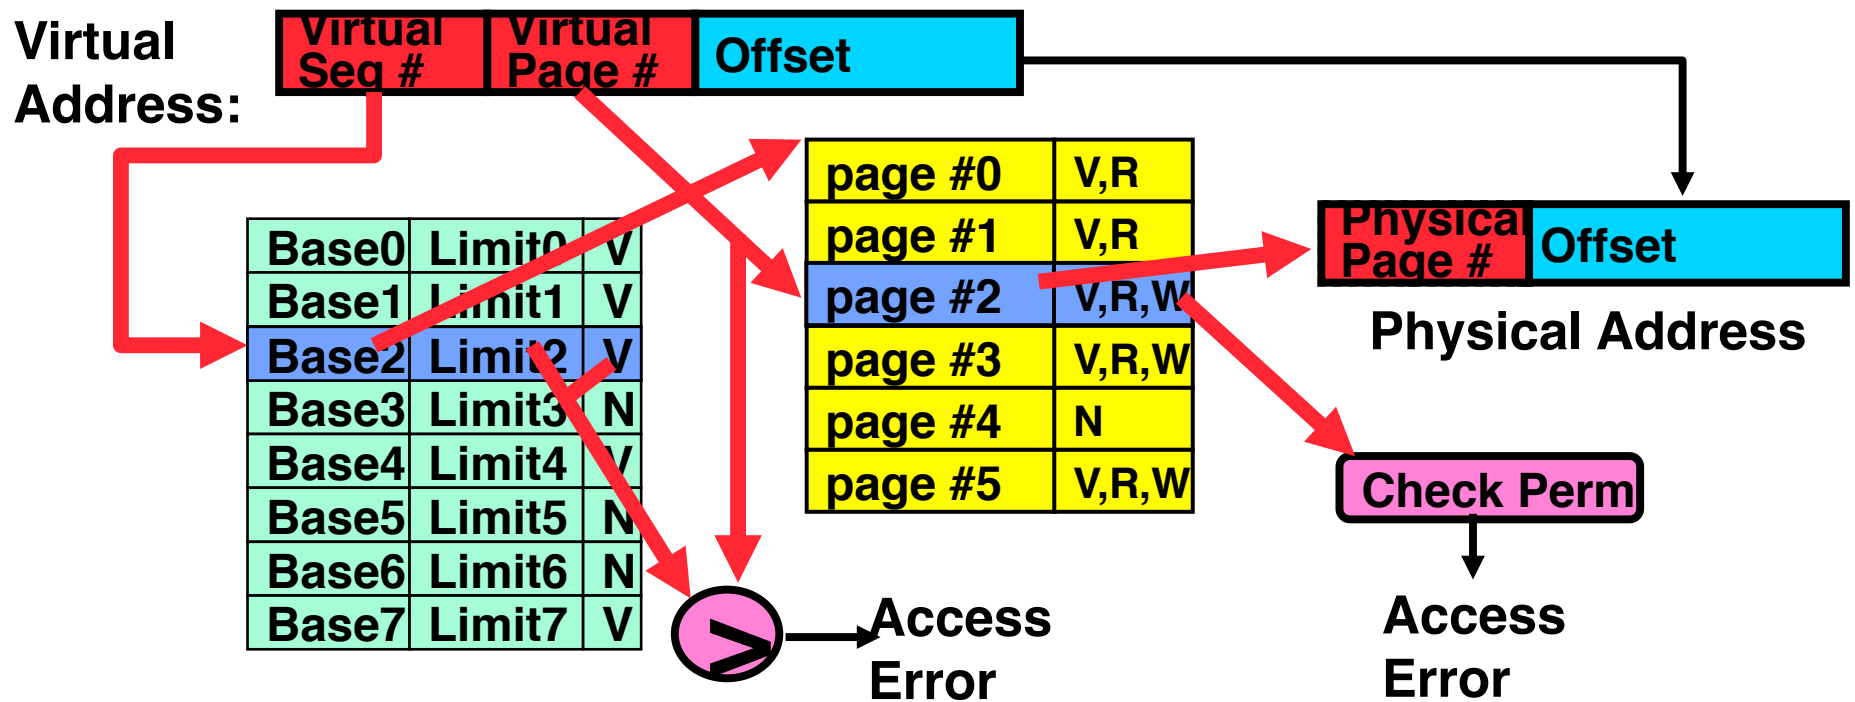 Virtual
Address:
Virtual
Seg #
Virtual
Page #
Offset
Base0 Limit0 V
Base1 Limit1 V
Base2 Limit2 V
Base3 Limit3 N
Base4 Limit4 V
Base5 Limit5 N
Base6 Limit6 N
Base7 Limit7 V
page #0 V,R
page #1 V,R
page #2 V,R,W
page #3 V,R,W
page #4 N
page #5 V,R,W
Physical
Page #
Offset
Physical Address
Check Perm
>
Access
Error
Access
Error